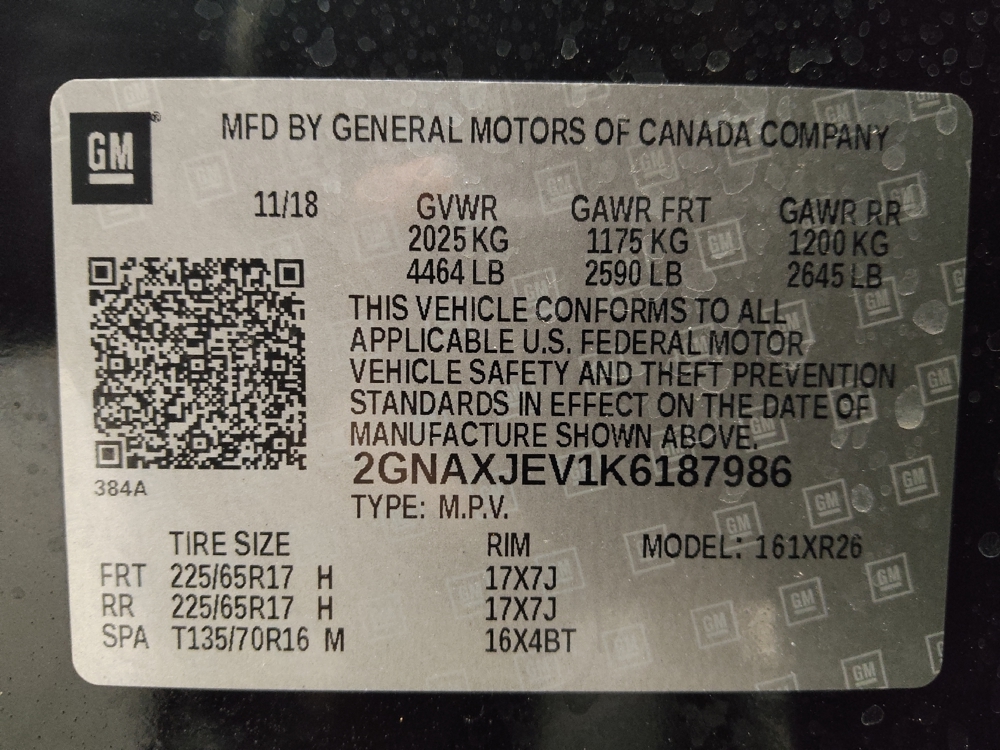 GM®
MFD BY GENERAL MOTORS OF CANADA COMPANY
11/18 GVWR GAWR FRT GAWR RR
2025 KG 1175 KG 1200 KG
4464 LB 2590 LB 2645 LB
THIS VEHICLE CONFORMS TO ALL
APPLICABLE U.S. FEDERAL MOTOR
VEHICLE SAFETY AND THEFT PREVENTION
STANDARDS IN EFFECT ON THE DATE OF
MANUFACTURE SHOWN ABOVE.
2GNAXJEV1K6187986
384A
TYPE: M.P.V.
TIRE SIZE RIM MODEL: 161XR26
FRT 225/65R17 H 17X7J
RR 225/65R17 H 17X7J
SPA T135/70R16 M 16X4BT